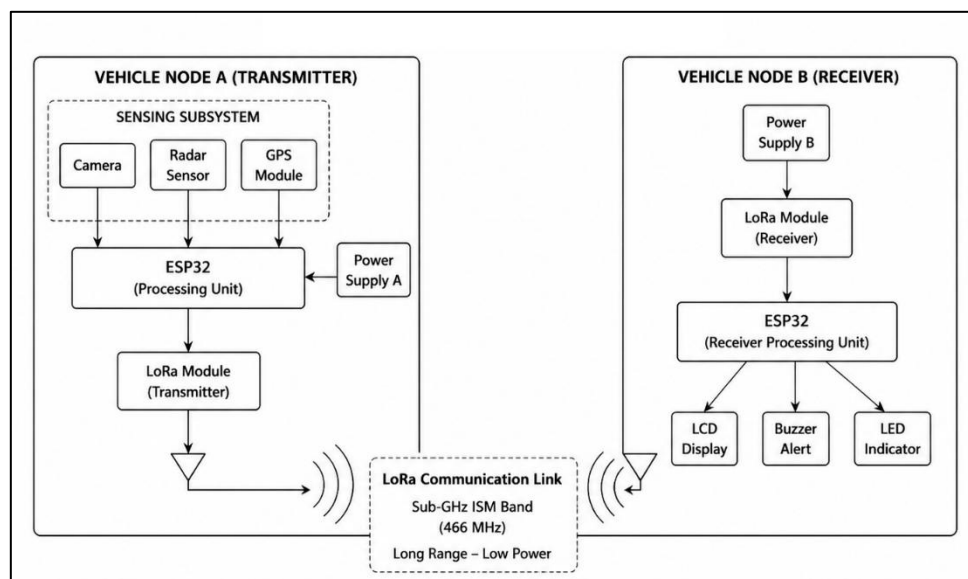 VEHICLE NODE A (TRANSMITTER)
SENSING SUBSYSTEM
Camera
Radar
Sensor
GPS
Module
ESP32
(Processing Unit)
Power
Supply A
LoRa Module
(Transmitter)
LoRa Communication Link
Sub-GHz ISM Band
(466 MHz)
Long Range – Low Power
VEHICLE NODE B (RECEIVER)
Power
Supply B
LoRa Module
(Receiver)
ESP32
(Receiver Processing Unit)
LCD
Display
Buzzer
Alert
LED
Indicator